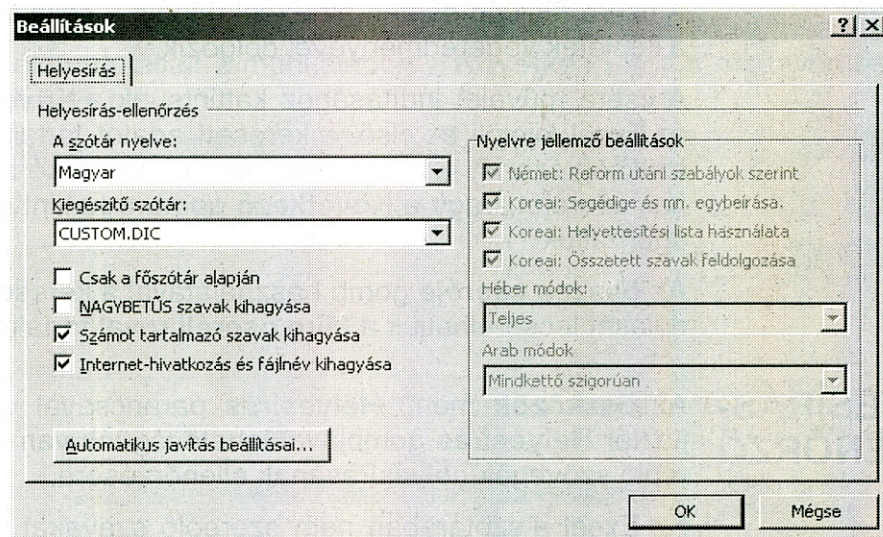 Beállítások
Helyesírás
Helyesírás-ellenőrzés
A szótár nyelve:
Magyar
Kiegészítő szótár:
CUSTOM.DIC
Csak a főszótár alapján
NAGYBETŰS szavak kihagyása
Számot tartalmazó szavak kihagyása
Internet-hivatkozás és fájlnév kihagyása
Automatikus javítás beállításai...
Nyelvre jellemző beállítások
Német: Reform utáni szabályok szerint
Koreai: Segédige és mn. egybeírása.
Koreai: Helyettesítési lista használata
Koreai: Összetett szavak feldolgozása
Héber módok:
Teljes
Arab módok
Mindkettő szigorúan
OK
Mégse